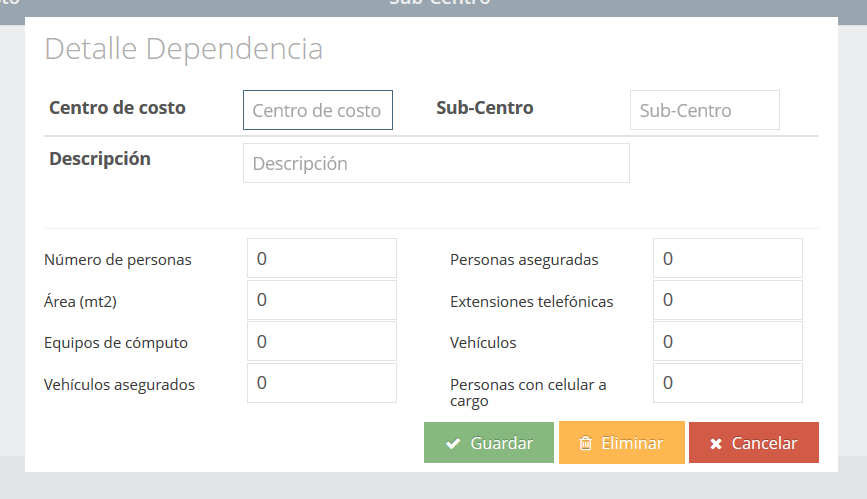 Sub-Centro
Detalle Dependencia
Centro de costo Centro de costo Sub-Centro Sub-Centro
Descripción Descripción
Número de personas 0 Personas aseguradas 0
Área (mt2) 0 Extensiones telefónicas 0
Equipos de cómputo 0 Vehículos 0
Vehículos asegurados 0 Personas con celular a 0
cargo
Guardar Eliminar Cancelar